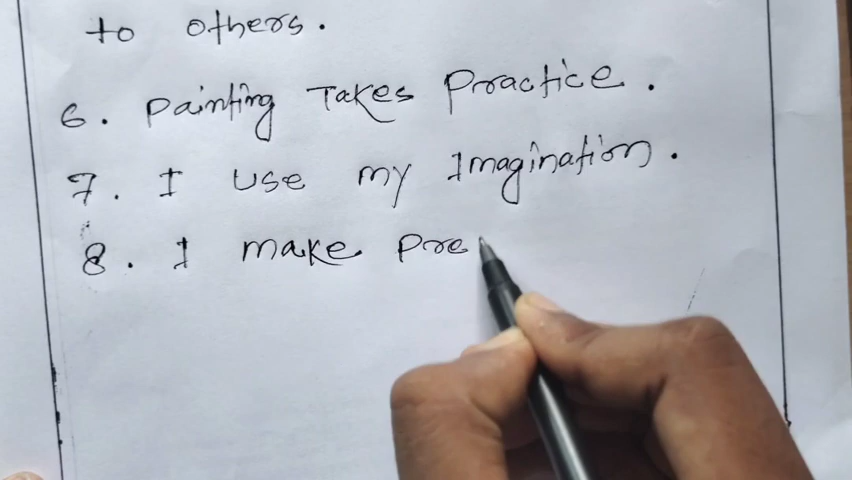 to others.
6. Painting Takes Practice.
7. I use my Imagination.
8. I make Pre